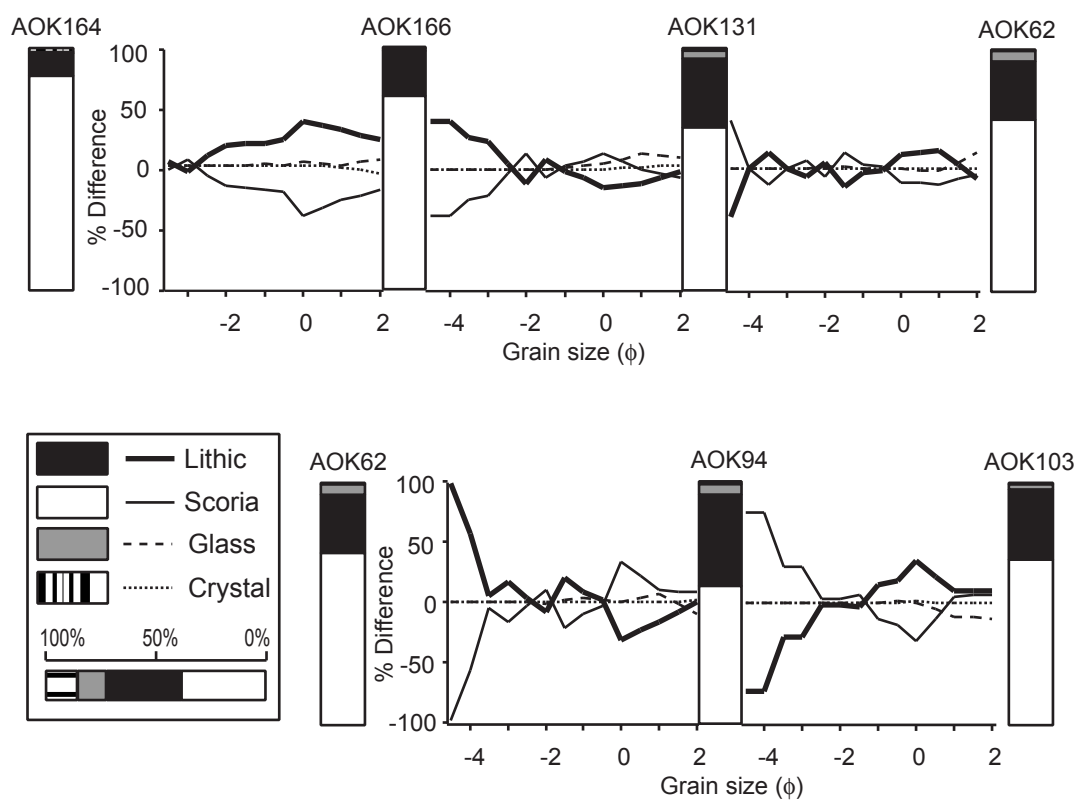 AOK164 AOK166 AOK131 AOK62
100
50
0
-50
-100
% Difference
-2 0 2 -4 -2 0 2 -4 -2 0 2
Grain size (ϕ)
Lithic
Scoria
Glass
Crystal
100% 50% 0%
AOK62 AOK94 AOK103
100
50
0
-50
-100
% Difference
-4 -2 0 2 -4 -2 0 2
Grain size (ϕ)